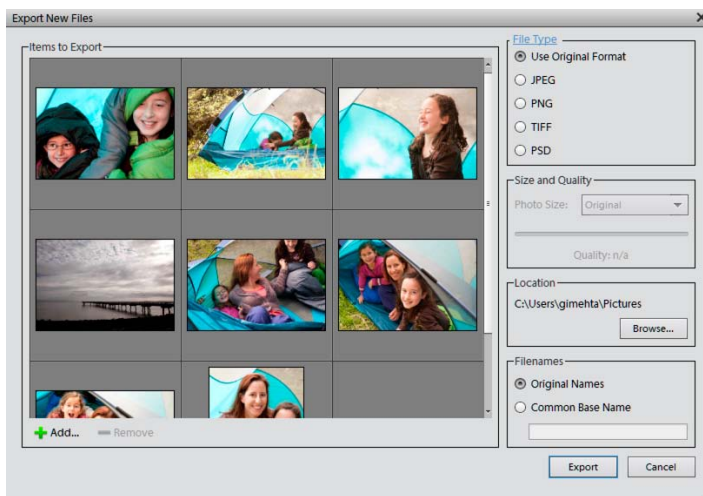 Export New Files
Items to Export
Add...
Remove
File Type
Use Original Format
JPEG
PNG
TIFF
PSD
Size and Quality
Photo Size: Original
Quality: n/a
Location
C:\Users\gimehta\Pictures
Browse...
Filenames
Original Names
Common Base Name
Export Cancel